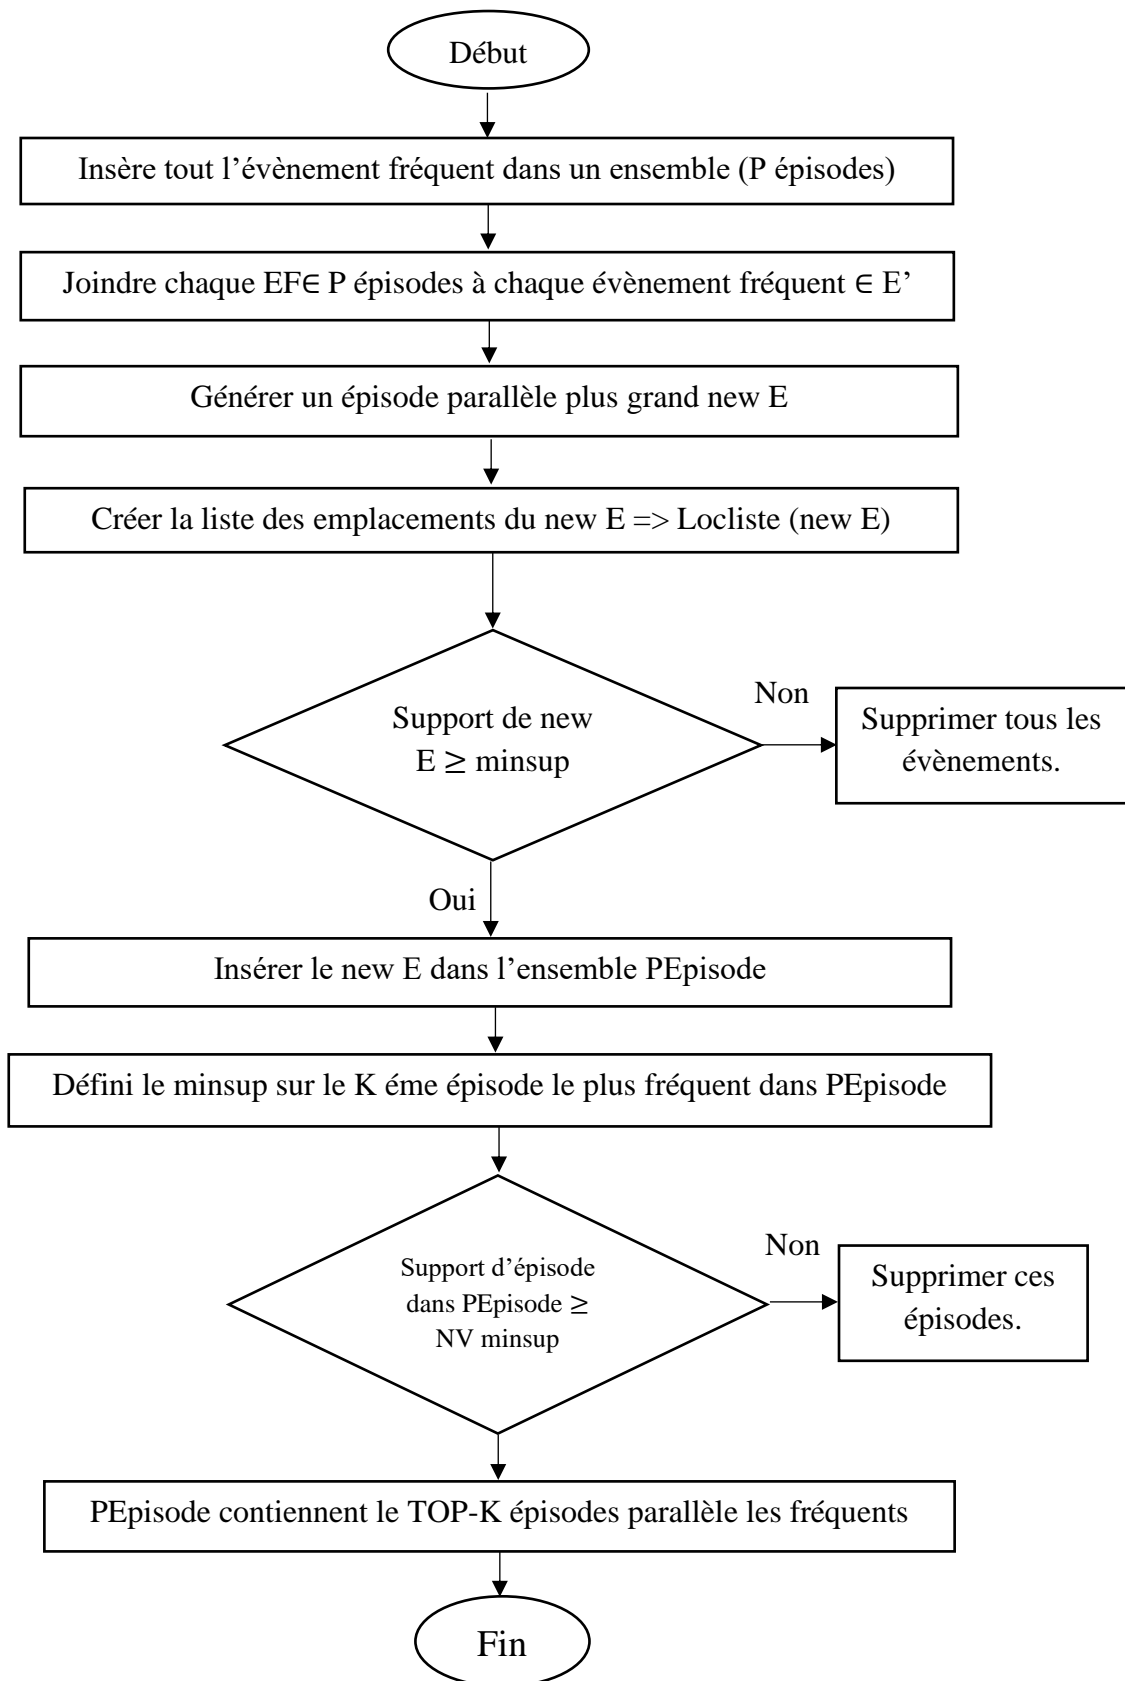 Début
Insère tout l’évènement fréquent dans un ensemble (P épisodes)
Joindre chaque EF∈ P épisodes à chaque évènement fréquent ∈ E’
Générer un épisode parallèle plus grand new E
Créer la liste des emplacements du new E => Locliste (new E)
Support de new
E ≥ minsup
Non
Supprimer tous les
évènements.
Oui
Insérer le new E dans l’ensemble PEpisode
Défini le minsup sur le K éme épisode le plus fréquent dans PEpisode
Support d’épisode
dans PEpisode ≥
NV minsup
Non
Supprimer ces
épisodes.
PEpisode contiennent le TOP-K épisodes parallèle les fréquents
Fin